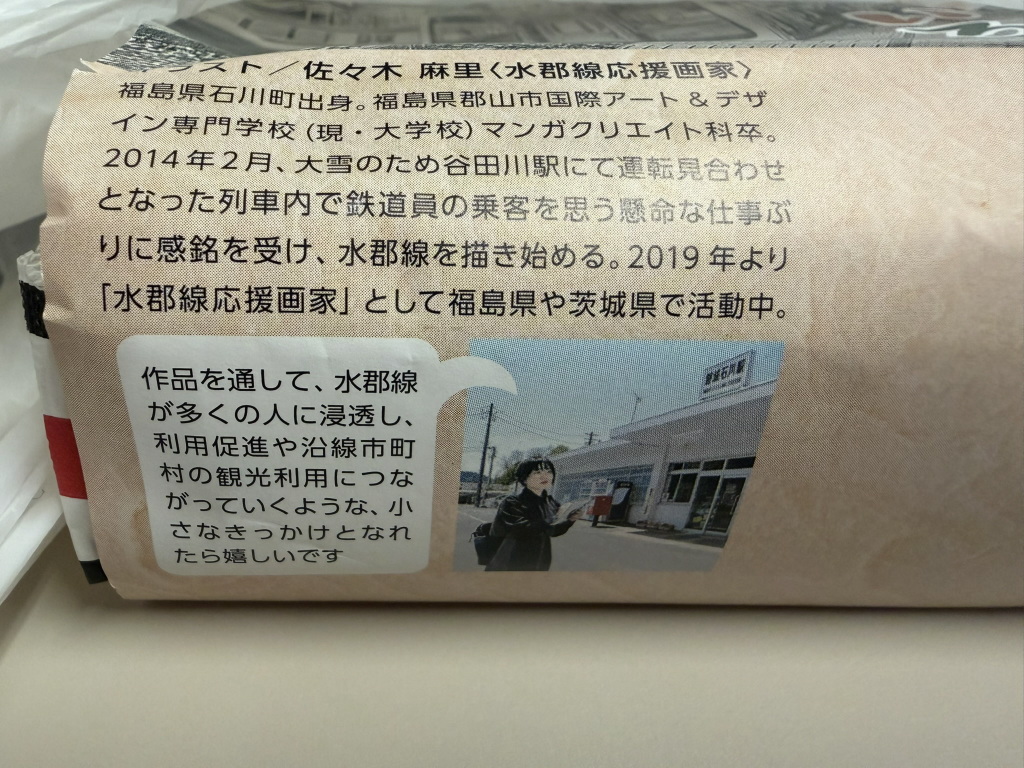 イラスト／佐々木 麻里〈水郡線応援画家〉
福島県石川町出身。福島県郡山市国際アート＆デザ
イン専門学校(現・大学校)マンガクリエイト科卒。
2014年2月、大雪のため谷田川駅にて運転見合わせ
となった列車内で鉄道員の乗客を思う懸命な仕事ぶ
りに感銘を受け、水郡線を描き始める。2019年より
「水郡線応援画家」として福島県や茨城県で活動中。
作品を通して、水郡線
が多くの人に浸透し、
利用促進や沿線市町
村の観光利用につな
がっていくような、小
さなきっかけとなれ
たら嬉しいです
磐城石川駅